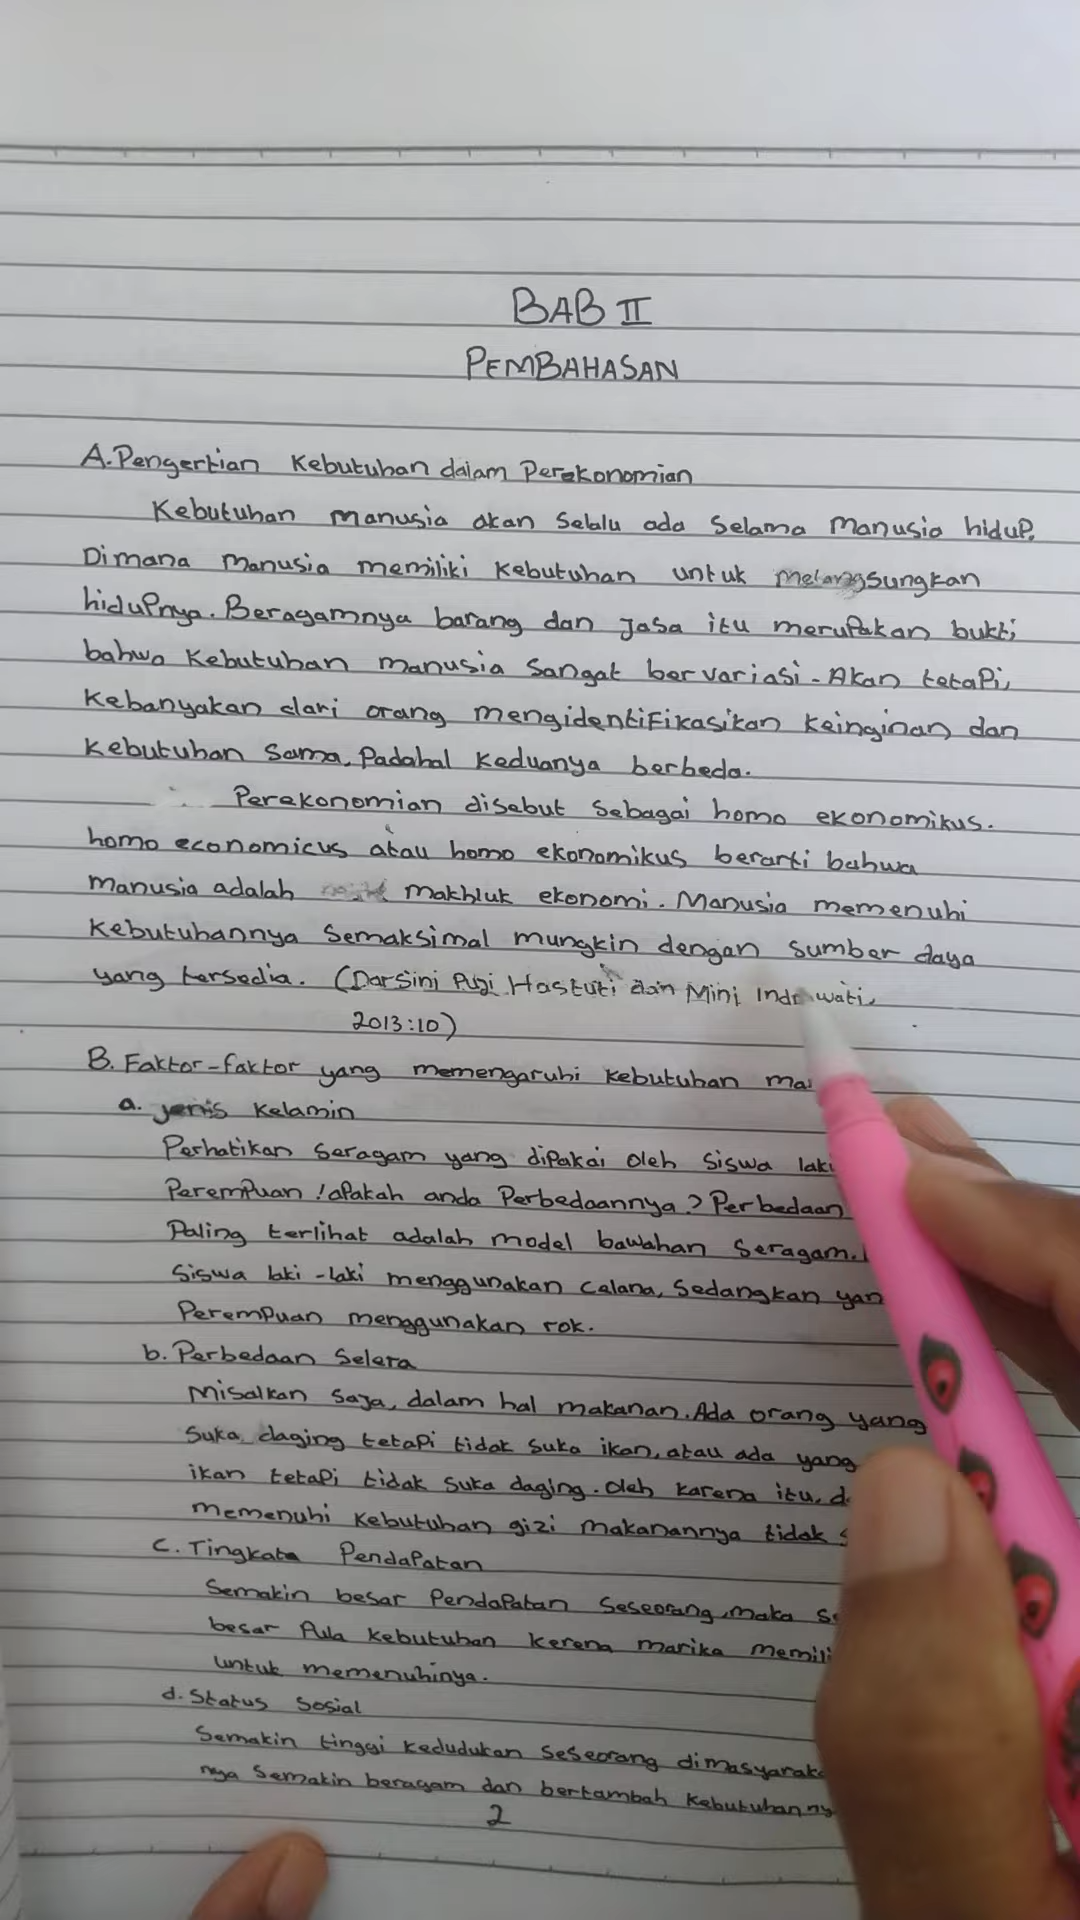 BAB II
PEMBAHASAN
A. Pengertian Kebutuhan dalam Perekonomian
Kebutuhan manusia akan selalu ada selama manusia hidup.
Dimana manusia memiliki kebutuhan untuk melangsungkan
hidupnya. Beragamnya barang dan jasa itu merupakan bukti
bahwa kebutuhan manusia sangat bervariasi. Akan tetapi,
kebanyakan dari orang mengidentifikasikan keinginan dan
kebutuhan sama, Padahal keduanya berbeda.
Perekonomian disebut sebagai homo ekonomikus.
homo economicus atau homo ekonomikus berarti bahwa
manusia adalah makhluk ekonomi. Manusia memenuhi
kebutuhannya semaksimal mungkin dengan sumber daya
yang tersedia. (Darsini Puji Hastuti dan Mini Indrawati,
2013:10)
B. Faktor-faktor yang memengaruhi kebutuhan
a. jenis kelamin
Perhatikan seragam yang dipakai oleh siswa laki
Perempuan ! apakah anda Perbedaannya ? Perbedaan
Paling terlihat adalah model bawahan seragam.
siswa laki-laki menggunakan calana, sedangkan yan
Perempuan menggunakan rok.
b. Perbedaan Selera
misalkan saja, dalam hal makanan. Ada orang yang
suka daging tetapi tidak suka ikan, atau ada yang
ikan tetapi tidak suka daging. oleh karena itu, d
memenuhi kebutuhan gizi makanannya tidak s
c. Tingkata Pendapatan
Semakin besar Pendapatan seseorang, maka s
besar Pula kebutuhan kerena marika memili
untuk memenuhinya.
d. Status Sosial
Semakin tinggi kedudukan seseorang dimasyarak
nya semakin beragam dan bertambah kebutuhanny
2